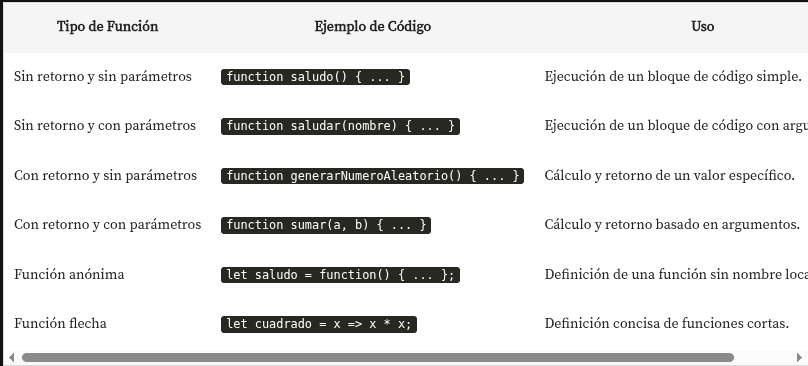 Tipo de Función Ejemplo de Código Uso
Sin retorno y sin parámetros function saludo() { ... } Ejecución de un bloque de código simple.
Sin retorno y con parámetros function saludar(nombre) { ... } Ejecución de un bloque de código con
Con retorno y sin parámetros function generarNumeroAleatorio() { ... } Cálculo y retorno de un valor específico.
Con retorno y con parámetros function sumar(a, b) { ... } Cálculo y retorno basado en argumentos.
Función anónima let saludo = function() { ... }; Definición de una función sin nombre
Función flecha let cuadrado = x => x * x; Definición concisa de funciones cortas.